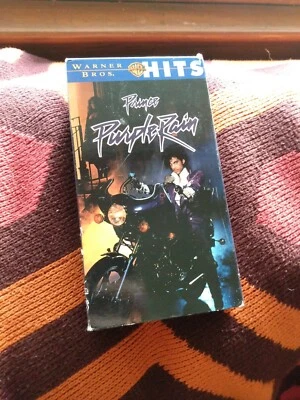 WARNER BROS. HITS
Prince
Purple Rain